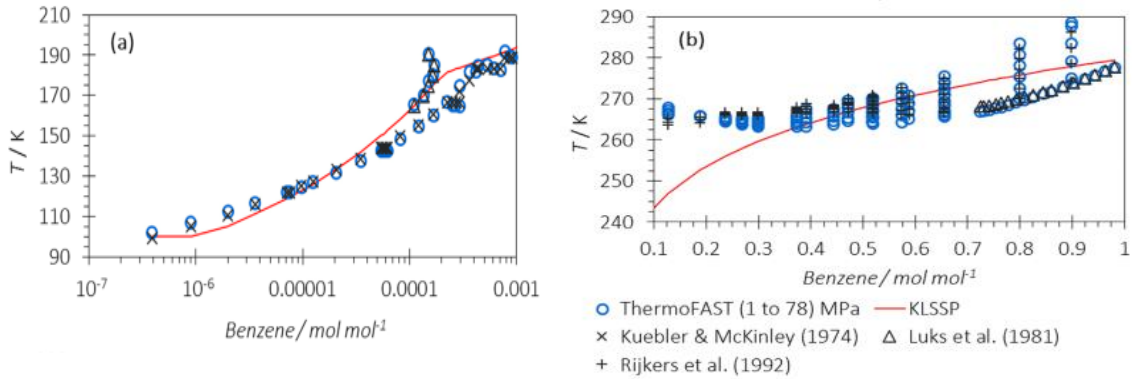 210
190
170
150
130
110
90
T / K
(a)
10-7
10-6
0.00001
0.0001
0.001
Benzene / mol mol-1
290
280
270
260
250
240
T / K
(b)
0.1 0.2 0.3 0.4 0.5 0.6 0.7 0.8 0.9 1
Benzene / mol mol-1
ThermoFAST (1 to 78) MPa
KLSSP
Kuebler & McKinley (1974)
Luks et al. (1981)
Rijkers et al. (1992)